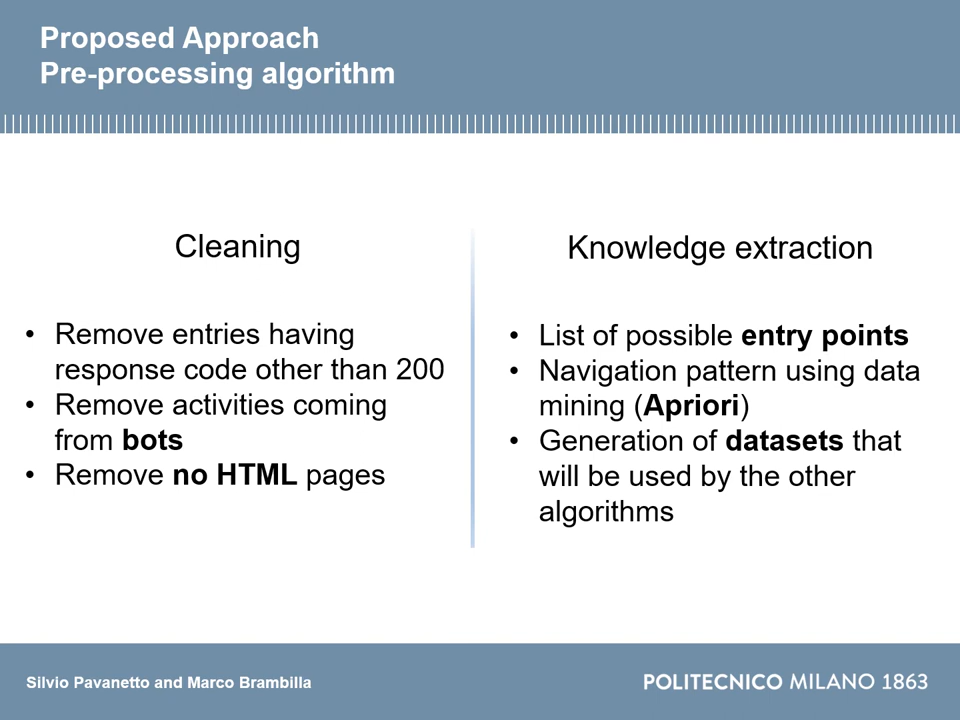 Proposed Approach
Pre-processing algorithm
Cleaning
• Remove entries having
response code other than 200
• Remove activities coming
from bots
• Remove no HTML pages
Knowledge extraction
• List of possible entry points
• Navigation pattern using data
mining (Apriori)
• Generation of datasets that
will be used by the other
algorithms
Silvio Pavanetto and Marco Brambilla
POLITECNICO MILANO 1863